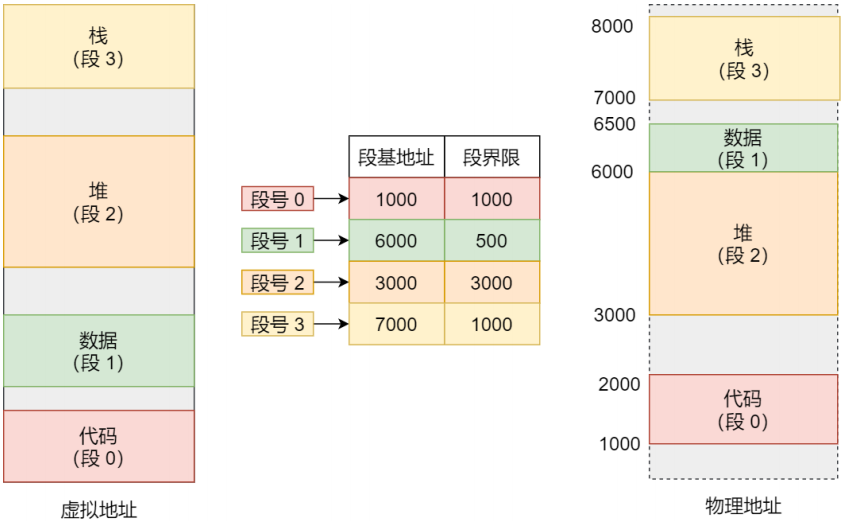 栈
(段 3)
堆
(段 2)
数据
(段 1)
代码
(段 0)
虚拟地址
段基地址 段界限
段号 0 1000 1000
段号 1 6000 500
段号 2 3000 3000
段号 3 7000 1000
8000
栈
(段 3)
7000
6500
数据
(段 1)
6000
堆
(段 2)
3000
2000
代码
(段 0)
1000
物理地址